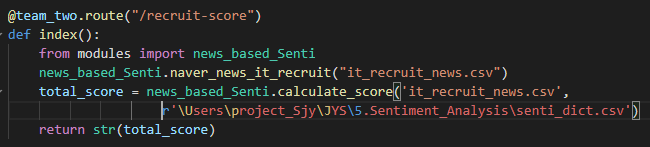 @team_two.route("/recruit-score")
def index():
    from modules import news_based_Senti
    news_based_Senti.naver_news_it_recruit("it_recruit_news.csv")
    total_score = news_based_Senti.calculate_score('it_recruit_news.csv',
                    r'\Users\project_Sjy\JYS\5.Sentiment_Analysis\senti_dict.csv')
    return str(total_score)